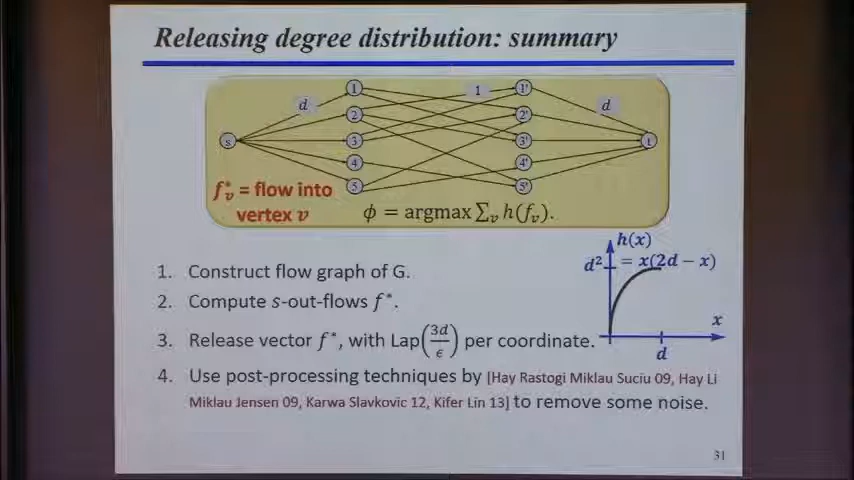 Releasing degree distribution: summary
d
1
d
s
1
2
3
4
5
1'
2'
3'
4'
5'
t
f*ᵥ = flow into
vertex v
ϕ = argmax ∑ᵥ h(fᵥ).
h(x)
d² = x(2d − x)
x
d
1. Construct flow graph of G.
2. Compute s-out-flows f*.
3. Release vector f*, with Lap(3d/ϵ) per coordinate.
4. Use post-processing techniques by [Hay Rastogi Miklau Suciu 09, Hay Li
Miklau Jensen 09, Karwa Slavkovic 12, Kifer Lin 13] to remove some noise.
31